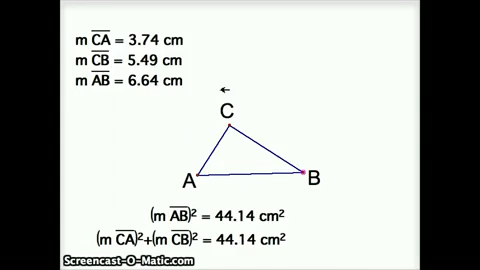 m CA = 3.74 cm
m CB = 5.49 cm
m AB = 6.64 cm
C
A
B
(m AB)² = 44.14 cm²
(m CA)²+(m CB)² = 44.14 cm²
Screencast-O-Matic.com